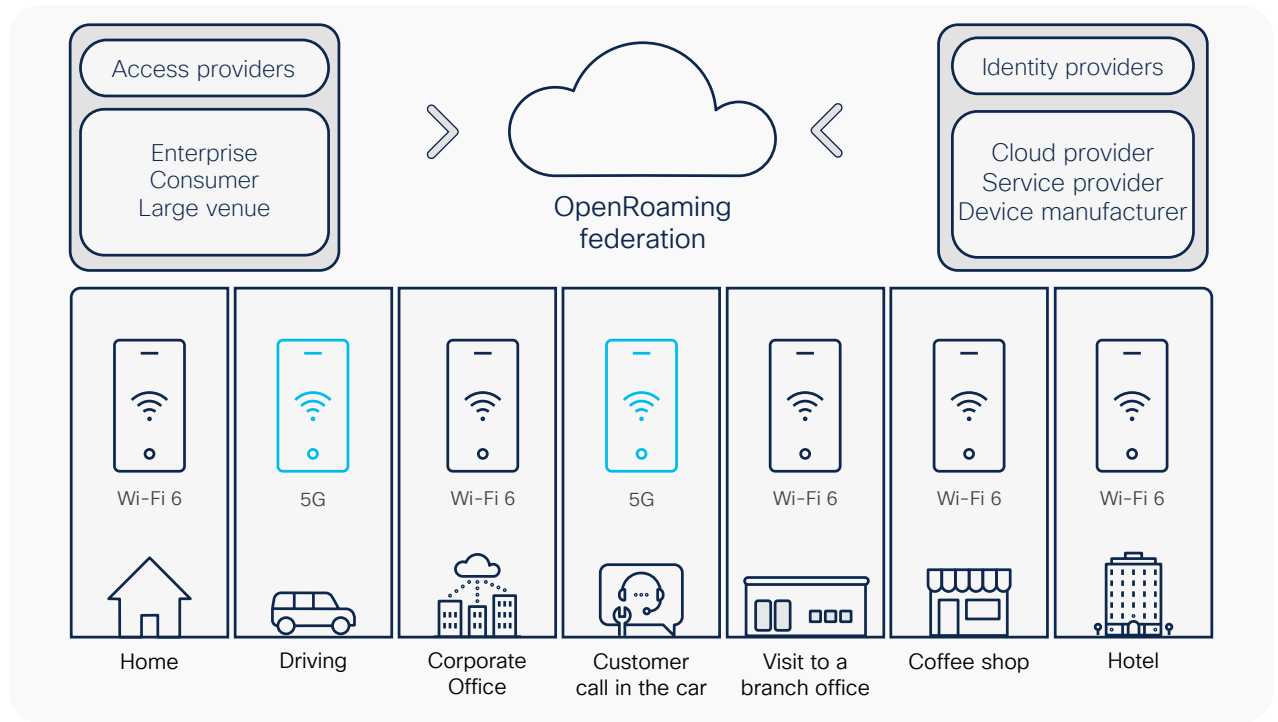 Access providers
Enterprise
Consumer
Large venue
OpenRoaming
federation
Identity providers
Cloud provider
Service provider
Device manufacturer
Wi-Fi 6
5G
Wi-Fi 6
5G
Wi-Fi 6
Wi-Fi 6
Wi-Fi 6
Home
Driving
Corporate
Office
Customer
call in the car
Visit to a
branch office
Coffee shop
Hotel